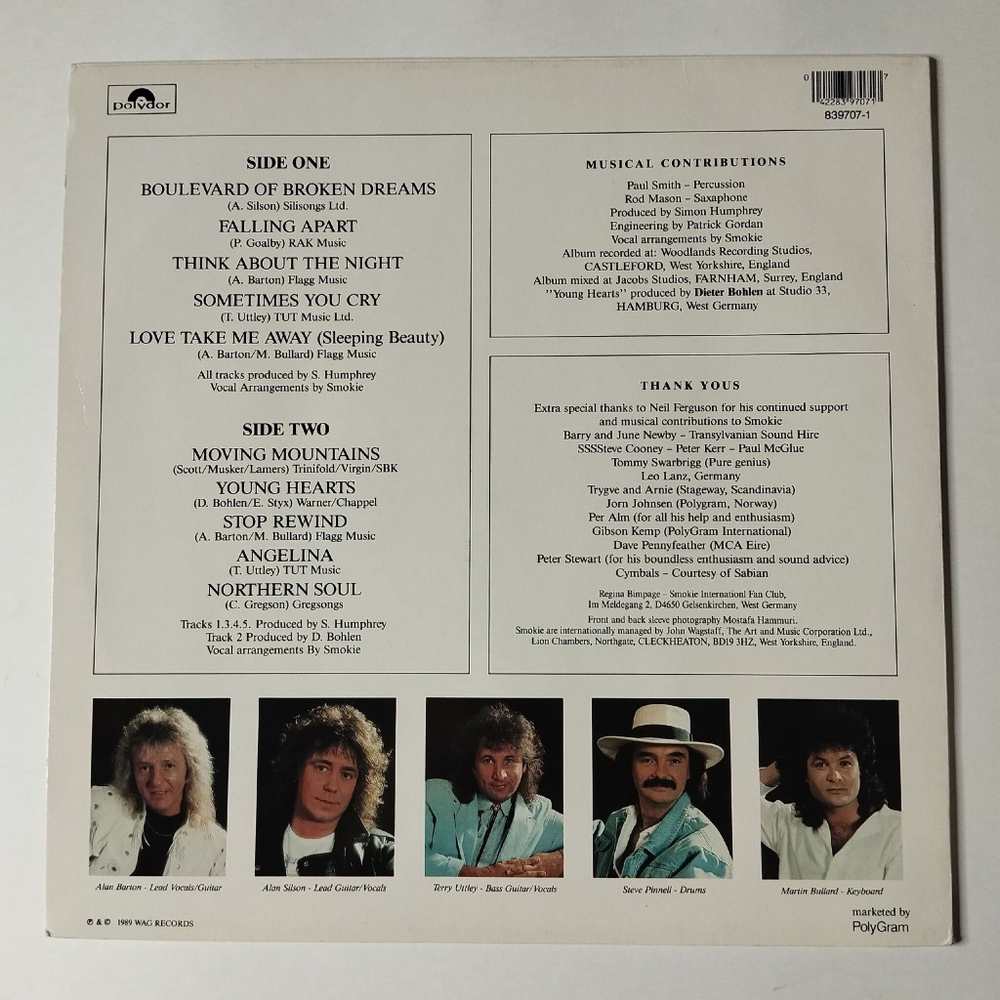 polydor
0 42283 97071 7
839707-1
SIDE ONE
BOULEVARD OF BROKEN DREAMS
(A. Silson) Silisongs Ltd.
FALLING APART
(P. Goalby) RAK Music
THINK ABOUT THE NIGHT
(A. Barton) Flagg Music
SOMETIMES YOU CRY
(T. Uttley) TUT Music Ltd.
LOVE TAKE ME AWAY (Sleeping Beauty)
(A. Barton/M. Bullard) Flagg Music
All tracks produced by S. Humphrey
Vocal Arrangements by Smokie
SIDE TWO
MOVING MOUNTAINS
(Scott/Musker/Lamers) Trinifold/Virgin/SBK
YOUNG HEARTS
(D. Bohlen/E. Styx) Warner/Chappel
STOP REWIND
(A. Barton/M. Bullard) Flagg Music
ANGELINA
(T. Uttley) TUT Music
NORTHERN SOUL
(C. Gregson) Gregsongs
Tracks 1.3.4.5. Produced by S. Humphrey
Track 2 Produced by D. Bohlen
Vocal arrangements By Smokie
MUSICAL CONTRIBUTIONS
Paul Smith – Percussion
Rod Mason – Saxaphone
Produced by Simon Humphrey
Engineering by Patrick Gordan
Vocal arrangements by Smokie
Album recorded at: Woodlands Recording Studios,
CASTLEFORD, West Yorkshire, England
Album mixed at Jacobs Studios, FARNHAM, Surrey, England
''Young Hearts'' produced by Dieter Bohlen at Studio 33,
HAMBURG, West Germany
THANK YOUS
Extra special thanks to Neil Ferguson for his continued support
and musical contributions to Smokie
Barry and June Newby – Transylvanian Sound Hire
SSSSteve Cooney – Peter Kerr – Paul McGlue
Tommy Swarbrigg (Pure genius)
Leo Lanz, Germany
Trygve and Arnie (Stageway, Scandinavia)
Jorn Johnsen (Polygram, Norway)
Per Alm (for all his help and enthusiasm)
Gibson Kemp (PolyGram International)
Dave Pennyfeather (MCA Eire)
Peter Stewart (for his boundless enthusiasm and sound advice)
Cymbals – Courtesy of Sabian
Regina Bimpage – Smokie Internationl Fan Club,
Im Meldegang 2, D4650 Gelsenkirchen, West Germany
Front and back sleeve photography Mostafa Hammuri.
Smokie are internationally managed by John Wagstaff, The Art and Music Corporation Ltd.,
Lion Chambers, Northgate, CLECKHEATON, BD19 3HZ, West Yorkshire, England.
Alan Barton - Lead Vocals/Guitar
Alan Silson - Lead Guitar/Vocals
Terry Uttley - Bass Guitar/Vocals
Steve Pinnell - Drums
Martin Bullard - Keyboard
℗ & © 1989 WAG RECORDS
marketed by
PolyGram